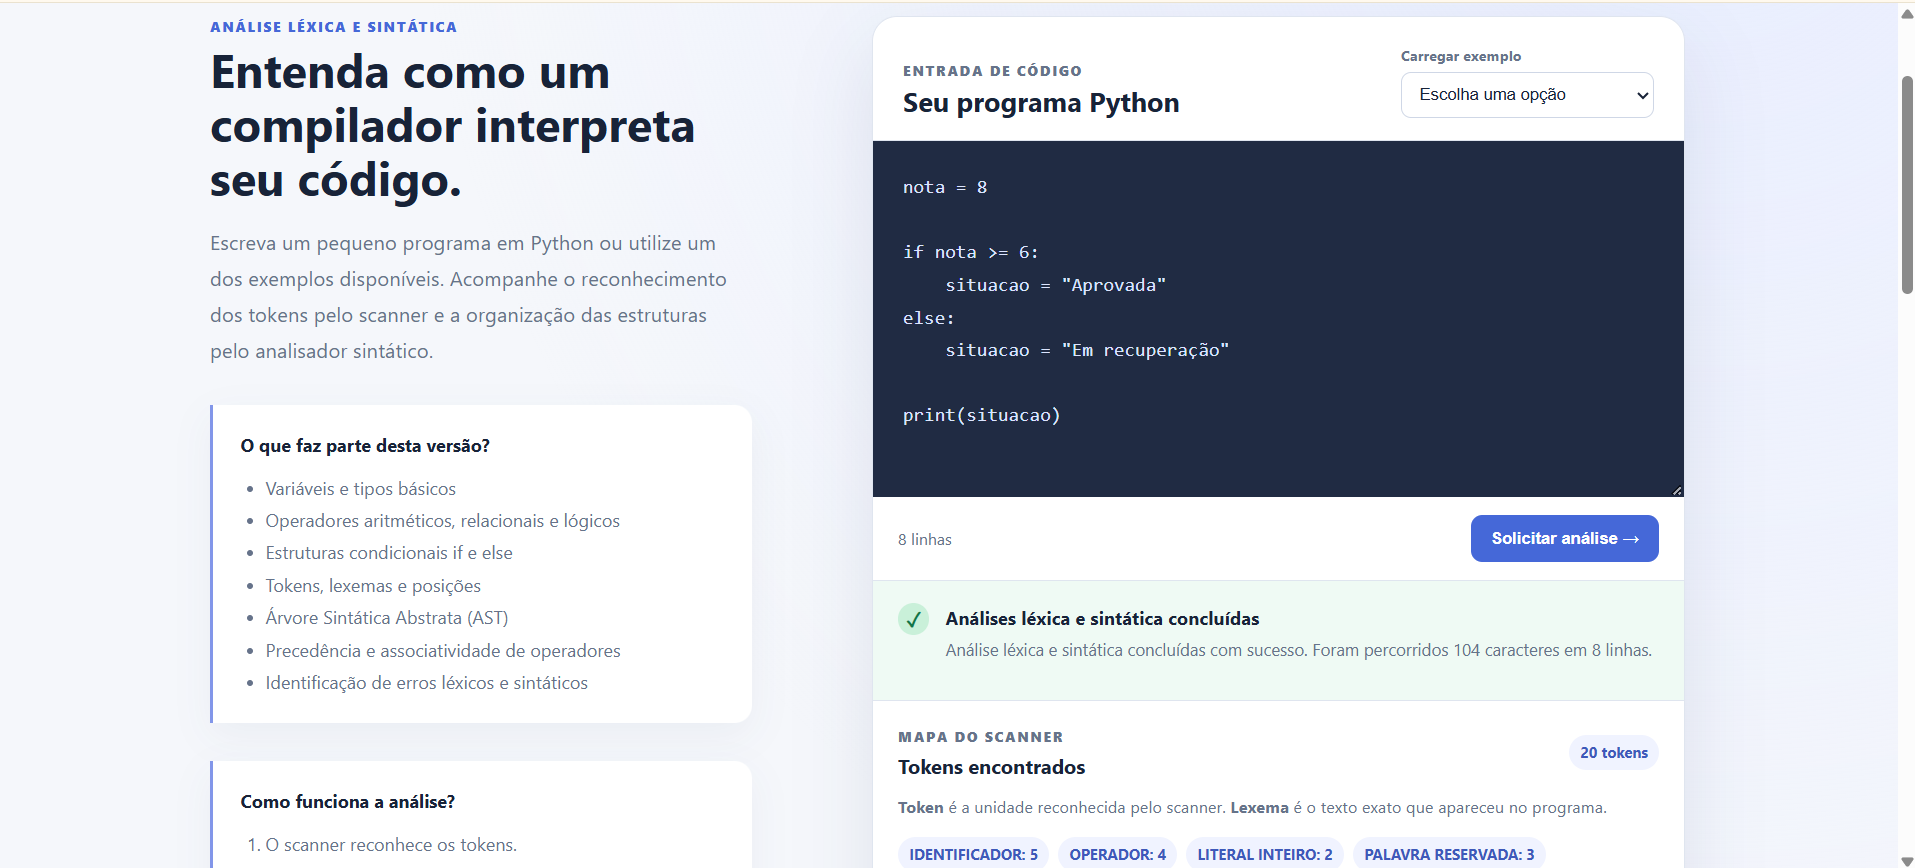 ANÁLISE LÉXICA E SINTÁTICA
Entenda como um
compilador interpreta
seu código.
Escreva um pequeno programa em Python ou utilize um
dos exemplos disponíveis. Acompanhe o reconhecimento
dos tokens pelo scanner e a organização das estruturas
pelo analisador sintático.
O que faz parte desta versão?
• Variáveis e tipos básicos
• Operadores aritméticos, relacionais e lógicos
• Estruturas condicionais if e else
• Tokens, lexemas e posições
• Árvore Sintática Abstrata (AST)
• Precedência e associatividade de operadores
• Identificação de erros léxicos e sintáticos
Como funciona a análise?
1. O scanner reconhece os tokens.
ENTRADA DE CÓDIGO
Seu programa Python
Carregar exemplo
Escolha uma opção
nota = 8
if nota >= 6:
    situacao = "Aprovada"
else:
    situacao = "Em recuperação"
print(situacao)
8 linhas
Solicitar análise →
✓
Análises léxica e sintática concluídas
Análise léxica e sintática concluídas com sucesso. Foram percorridos 104 caracteres em 8 linhas.
MAPA DO SCANNER
Tokens encontrados
20 tokens
Token é a unidade reconhecida pelo scanner. Lexema é o texto exato que apareceu no programa.
IDENTIFICADOR: 5 OPERADOR: 4 LITERAL INTEIRO: 2 PALAVRA RESERVADA: 3